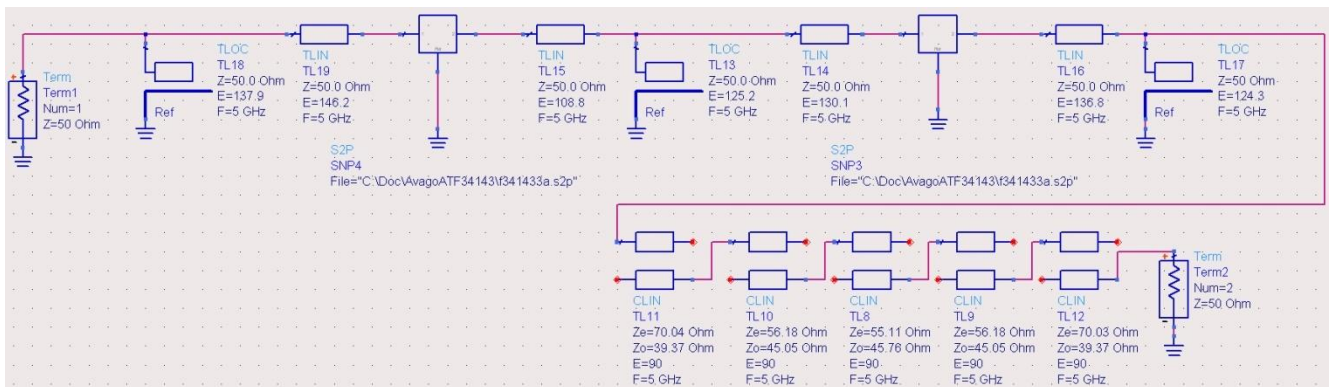 Term
Term1
Num=1
Z=50 Ohm
TLOC
TL18
Z=50.0 Ohm
E=137.9
F=5 GHz
Ref
TLIN
TL19
Z=50.0 Ohm
E=146.2
F=5 GHz
S2P
SNP4
File="C:\Doc\AvagoATF34143\f341433a.s2p"
TLIN
TL15
Z=50.0 Ohm
E=108.8
F=5 GHz
TLOC
TL13
Z=50.0 Ohm
E=125.2
F=5 GHz
Ref
TLIN
TL14
Z=50.0 Ohm
E=130.1
F=5 GHz
S2P
SNP3
File="C:\Doc\AvagoATF34143\f341433a.s2p"
TLIN
TL16
Z=50.0 Ohm
E=136.8
F=5 GHz
TLOC
TL17
Z=50 Ohm
E=124.3
F=5 GHz
Ref
CLIN
TL11
Ze=70.04 Ohm
Zo=39.37 Ohm
E=90
F=5 GHz
CLIN
TL10
Ze=56.18 Ohm
Zo=45.05 Ohm
E=90
F=5 GHz
CLIN
TL8
Ze=55.11 Ohm
Zo=45.76 Ohm
E=90
F=5 GHz
CLIN
TL9
Ze=56.18 Ohm
Zo=45.05 Ohm
E=90
F=5 GHz
CLIN
TL12
Ze=70.03 Ohm
Zo=39.37 Ohm
E=90
F=5 GHz
Term
Term2
Num=2
Z=50 Ohm